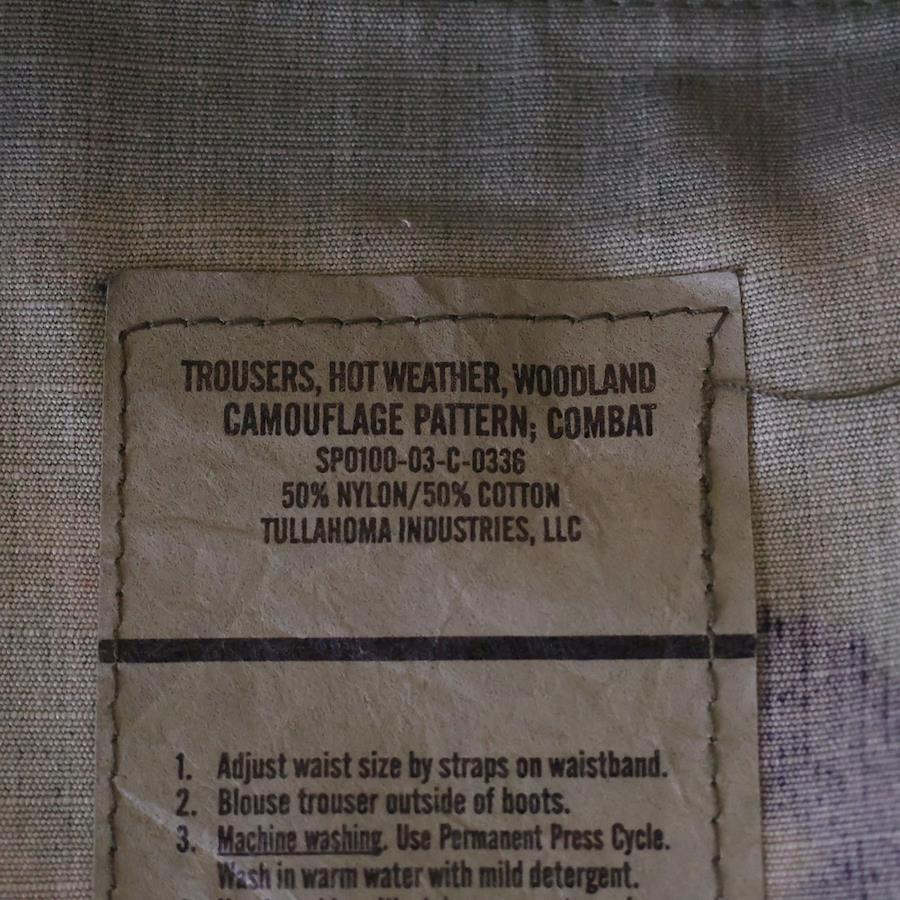 TROUSERS, HOT WEATHER, WOODLAND
CAMOUFLAGE PATTERN; COMBAT
SPO100-03-C-0336
50% NYLON/50% COTTON
TULLAHOMA INDUSTRIES, LLC
1. Adjust waist size by straps on waistband.
2. Blouse trouser outside of boots.
3. Machine washing. Use Permanent Press Cycle.
Wash in warm water with mild detergent.